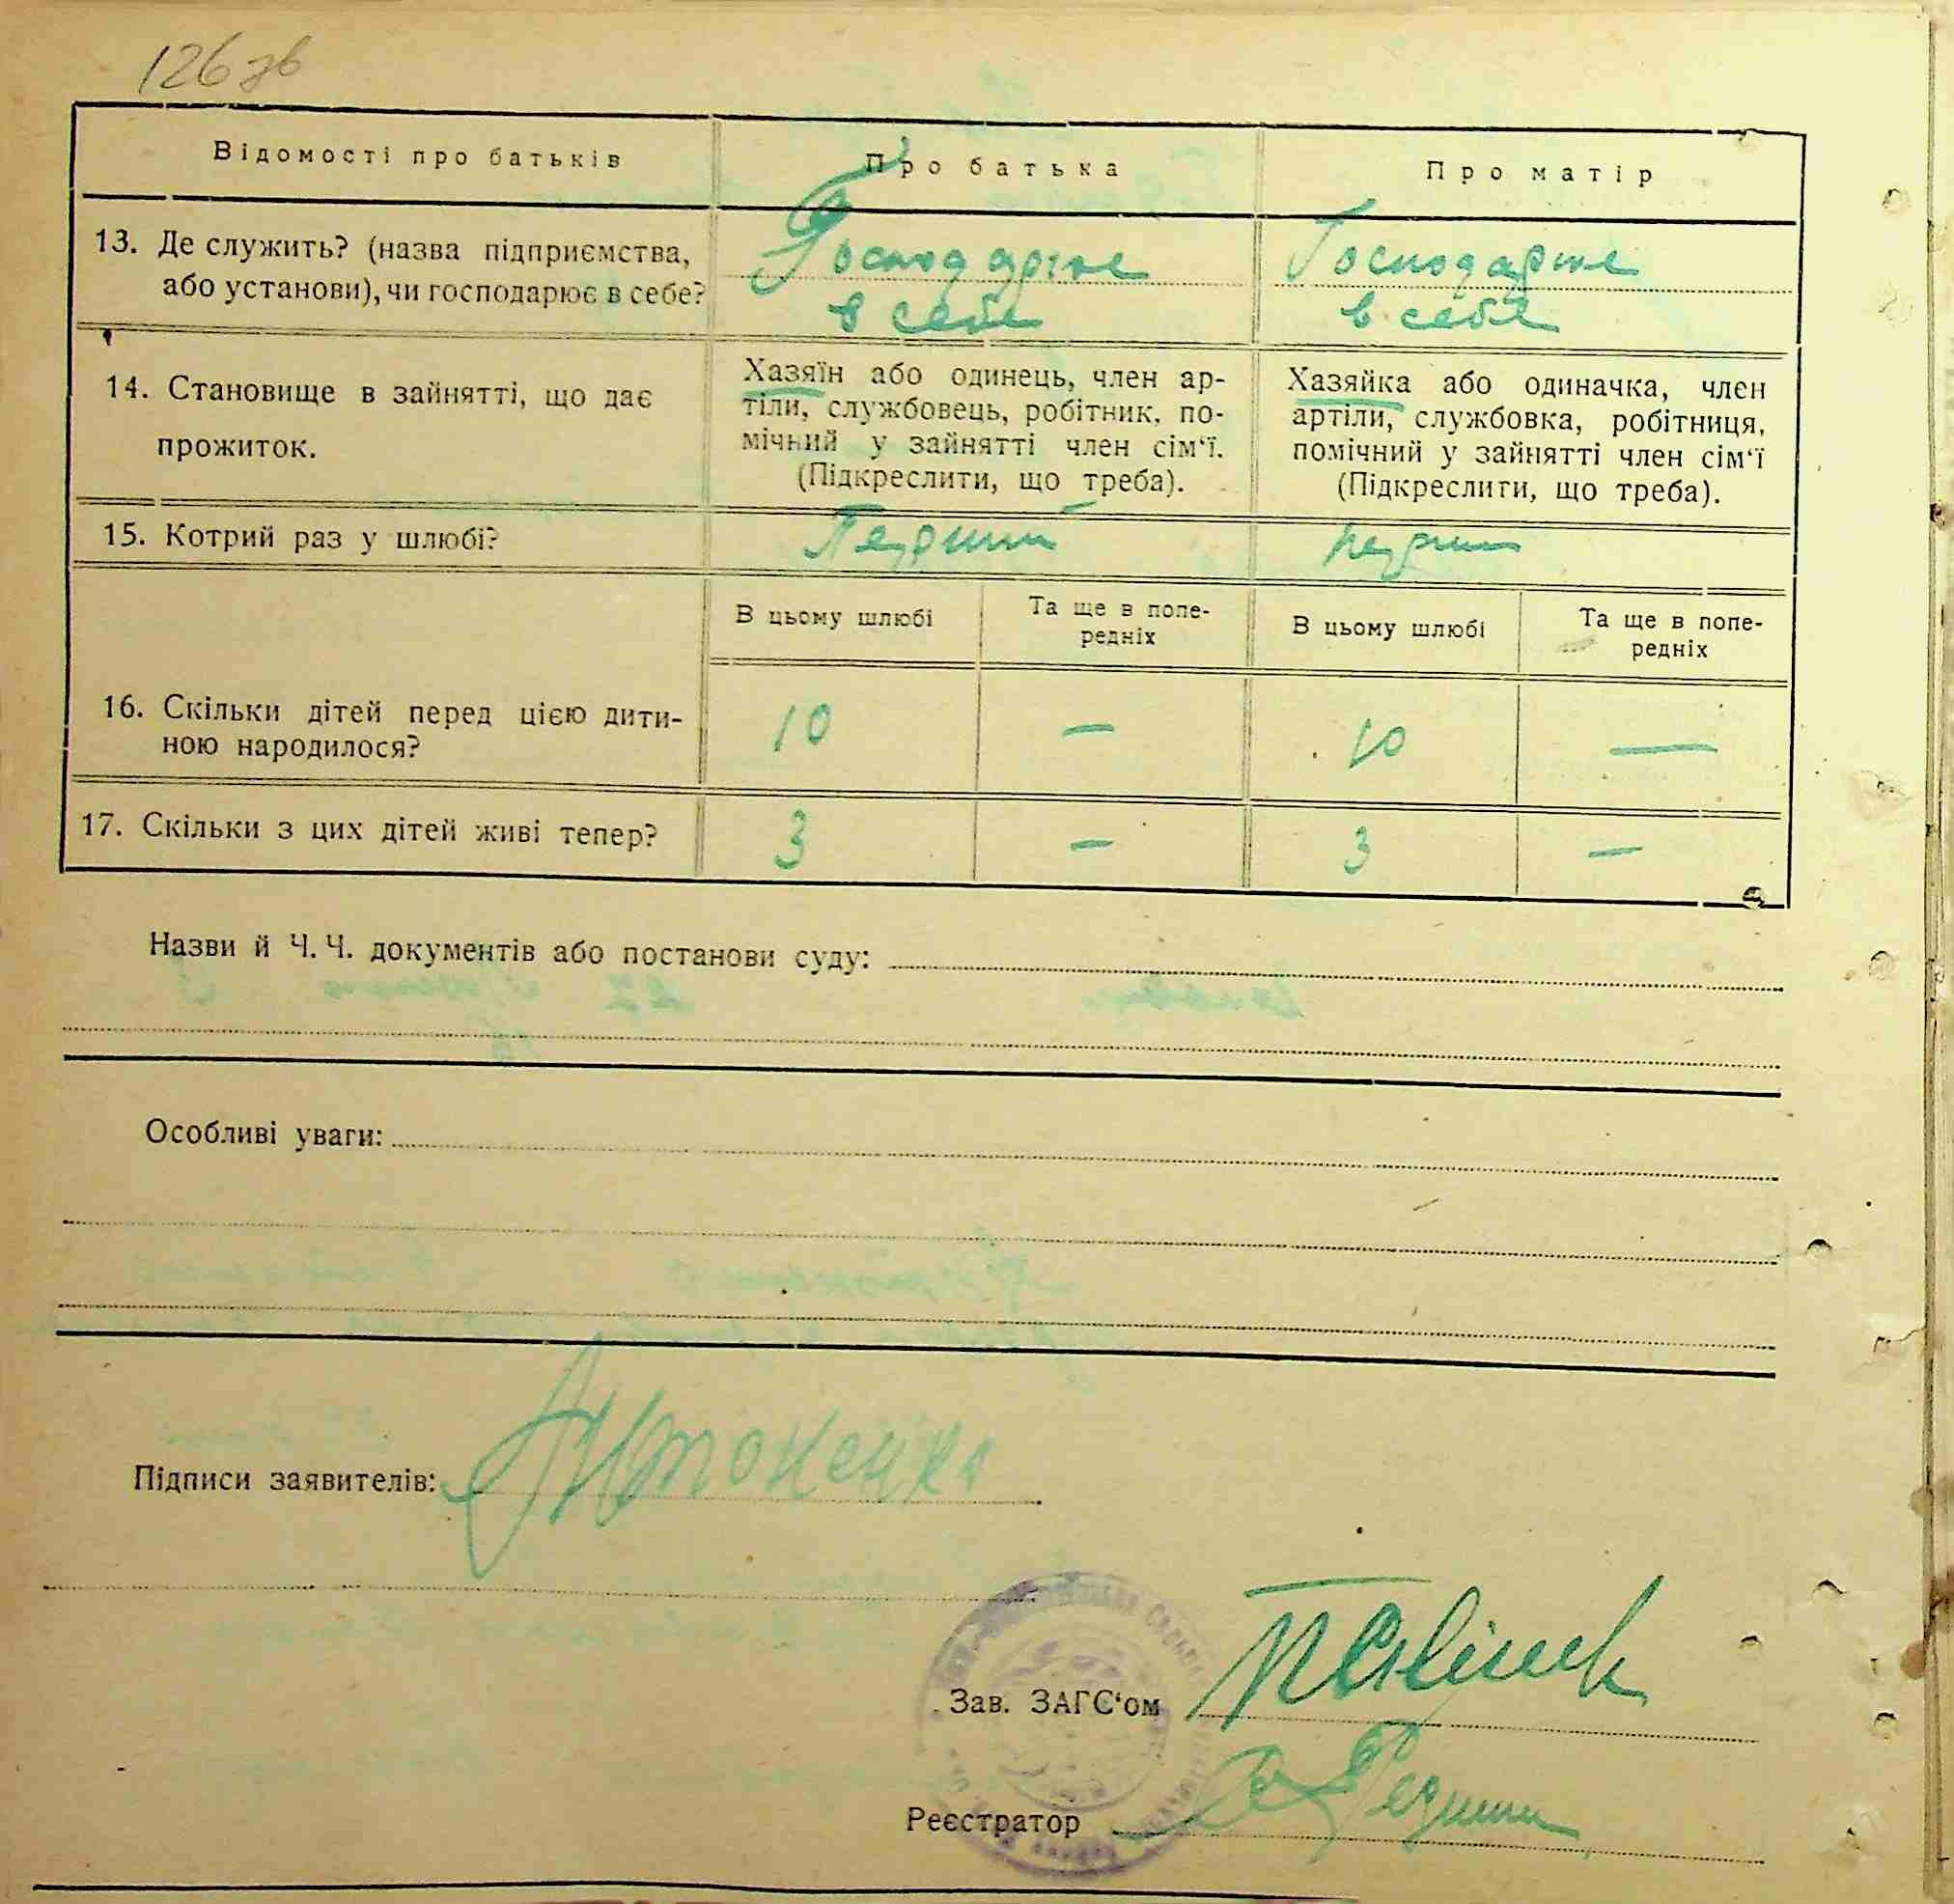 126 зв
Відомості про батьків
Про батька
Про матір
13. Де служить? (назва підприємства, або установи), чи господарює в себе?
Господарює
в себе
Господарює
в себе
14. Становище в зайнятті, що дає
прожиток.
Хазяїн або одинець, член ар-
тіли, службовець, робітник, по-
мічний у зайнятті член сім‘ї.
(Підкреслити, що треба).
Хазяйка або одиначка, член
артіли, службовка, робітниця,
помічний у зайнятті член сім‘ї
(Підкреслити, що треба).
15. Котрий раз у шлюбі?
Перший
перший
В цьому шлюбі
Та ще в попе-
редніх
В цьому шлюбі
Та ще в попе-
редніх
16. Скільки дітей перед цією дити-
ною народилося?
10
—
10
—
17. Скільки з цих дітей живі тепер?
3
—
3
—
Назви й Ч. Ч. документів або постанови суду:
Особливі уваги:
Підписи заявителів:
Зав. ЗАГС‘ом
Реєстратор